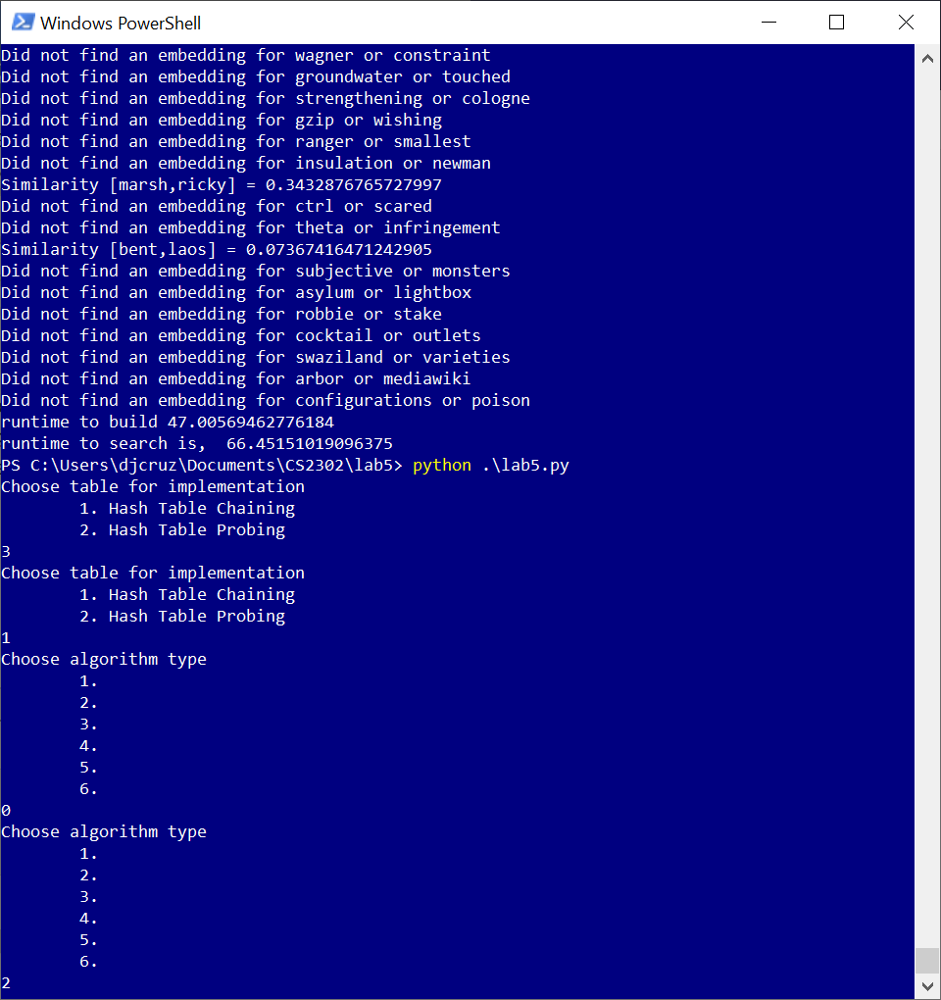 Windows PowerShell
Did not find an embedding for wagner or constraint
Did not find an embedding for groundwater or touched
Did not find an embedding for strengthening or cologne
Did not find an embedding for gzip or wishing
Did not find an embedding for ranger or smallest
Did not find an embedding for insulation or newman
Similarity [marsh,ricky] = 0.3432876765727997
Did not find an embedding for ctrl or scared
Did not find an embedding for theta or infringement
Similarity [bent,laos] = 0.07367416471242905
Did not find an embedding for subjective or monsters
Did not find an embedding for asylum or lightbox
Did not find an embedding for robbie or stake
Did not find an embedding for cocktail or outlets
Did not find an embedding for swaziland or varieties
Did not find an embedding for arbor or mediawiki
Did not find an embedding for configurations or poison
runtime to build 47.00569462776184
runtime to search is,  66.45151019096375
PS C:\Users\djcruz\Documents\CS2302\lab5> python .\lab5.py
Choose table for implementation
        1. Hash Table Chaining
        2. Hash Table Probing
3
Choose table for implementation
        1. Hash Table Chaining
        2. Hash Table Probing
1
Choose algorithm type
        1.
        2.
        3.
        4.
        5.
        6.
0
Choose algorithm type
        1.
        2.
        3.
        4.
        5.
        6.
2